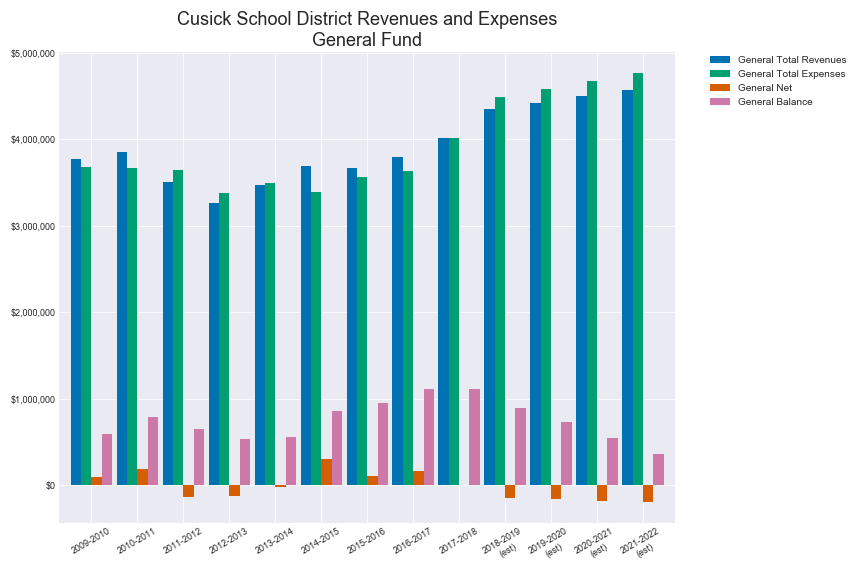 Cusick School District Revenues and Expenses
General Fund
$5,000,000
$4,000,000
$3,000,000
$2,000,000
$1,000,000
$0
2009-2010
2010-2011
2011-2012
2012-2013
2013-2014
2014-2015
2015-2016
2016-2017
2017-2018
2018-2019
(est)
2019-2020
(est)
2020-2021
(est)
2021-2022
(est)
General Total Revenues
General Total Expenses
General Net
General Balance